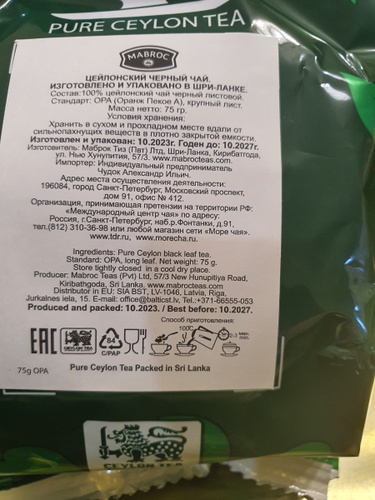 PURE CEYLON TEA
MABROC
ЦЕЙЛОНСКИЙ ЧЕРНЫЙ ЧАЙ.
ИЗГОТОВЛЕНО И УПАКОВАНО В ШРИ-ЛАНКЕ.
Состав:100% цейлонский чай черный листовой.
Стандарт: OPA (Оранж Пекое А), крупный лист.
Масса нетто: 75 гр.
Условия хранения:
Хранить в сухом и прохладном месте вдали от
сильнопахнущих веществ в плотно закрытой емкости.
Изготовлен и упакован: 10.2023г. Годен до: 10.2027г.
Изготовитель: Маброк Тиз (Пвт) Лтд, Шри-Ланка, Кирибатгода,
ул. Нью Хунупития, 57/3. www.mabrocteas.com.
Импортер: Индивидуальный предприниматель
Чудок Александр Ильич.
Адрес места осуществления деятельности:
196084, город Санкт-Петербург, Московский проспект,
дом 91, офис № 412.
Организация, принимающая претензии на территории РФ:
«Международный центр чая» по адресу:
Россия, г.Санкт-Петербург, наб.р.Фонтанки, д.91,
тел.(812) 310-36-98 или любой магазин сети «Море чая».
www.tdr.ru, www.morecha.ru.
Ingredients: Pure Ceylon black leaf tea.
Standard: OPA, long leaf. Net weight: 75 g.
Store tightly closed in a cool dry place.
Producer: Mabroc Teas (Pvt) Ltd, 57/3 New Hunupitiya Road,
Kiribathgoda, Sri Lanka, www.mabrocteas.com
Distributor in EU: SIA BST, LV-1046, Latvia, Riga,
Jurkalnes iela, 15. E-mail: office@balticst.lv, Tel.:+371-66555-053
Produced and packed: 10.2023. / Best before: 10.2027.
Способ приготовления:
EAC
CEYLON TEA
84
C/PAP
100C
75g OPA
Pure Ceylon Tea Packed in Sri Lanka
CEYLON TEA